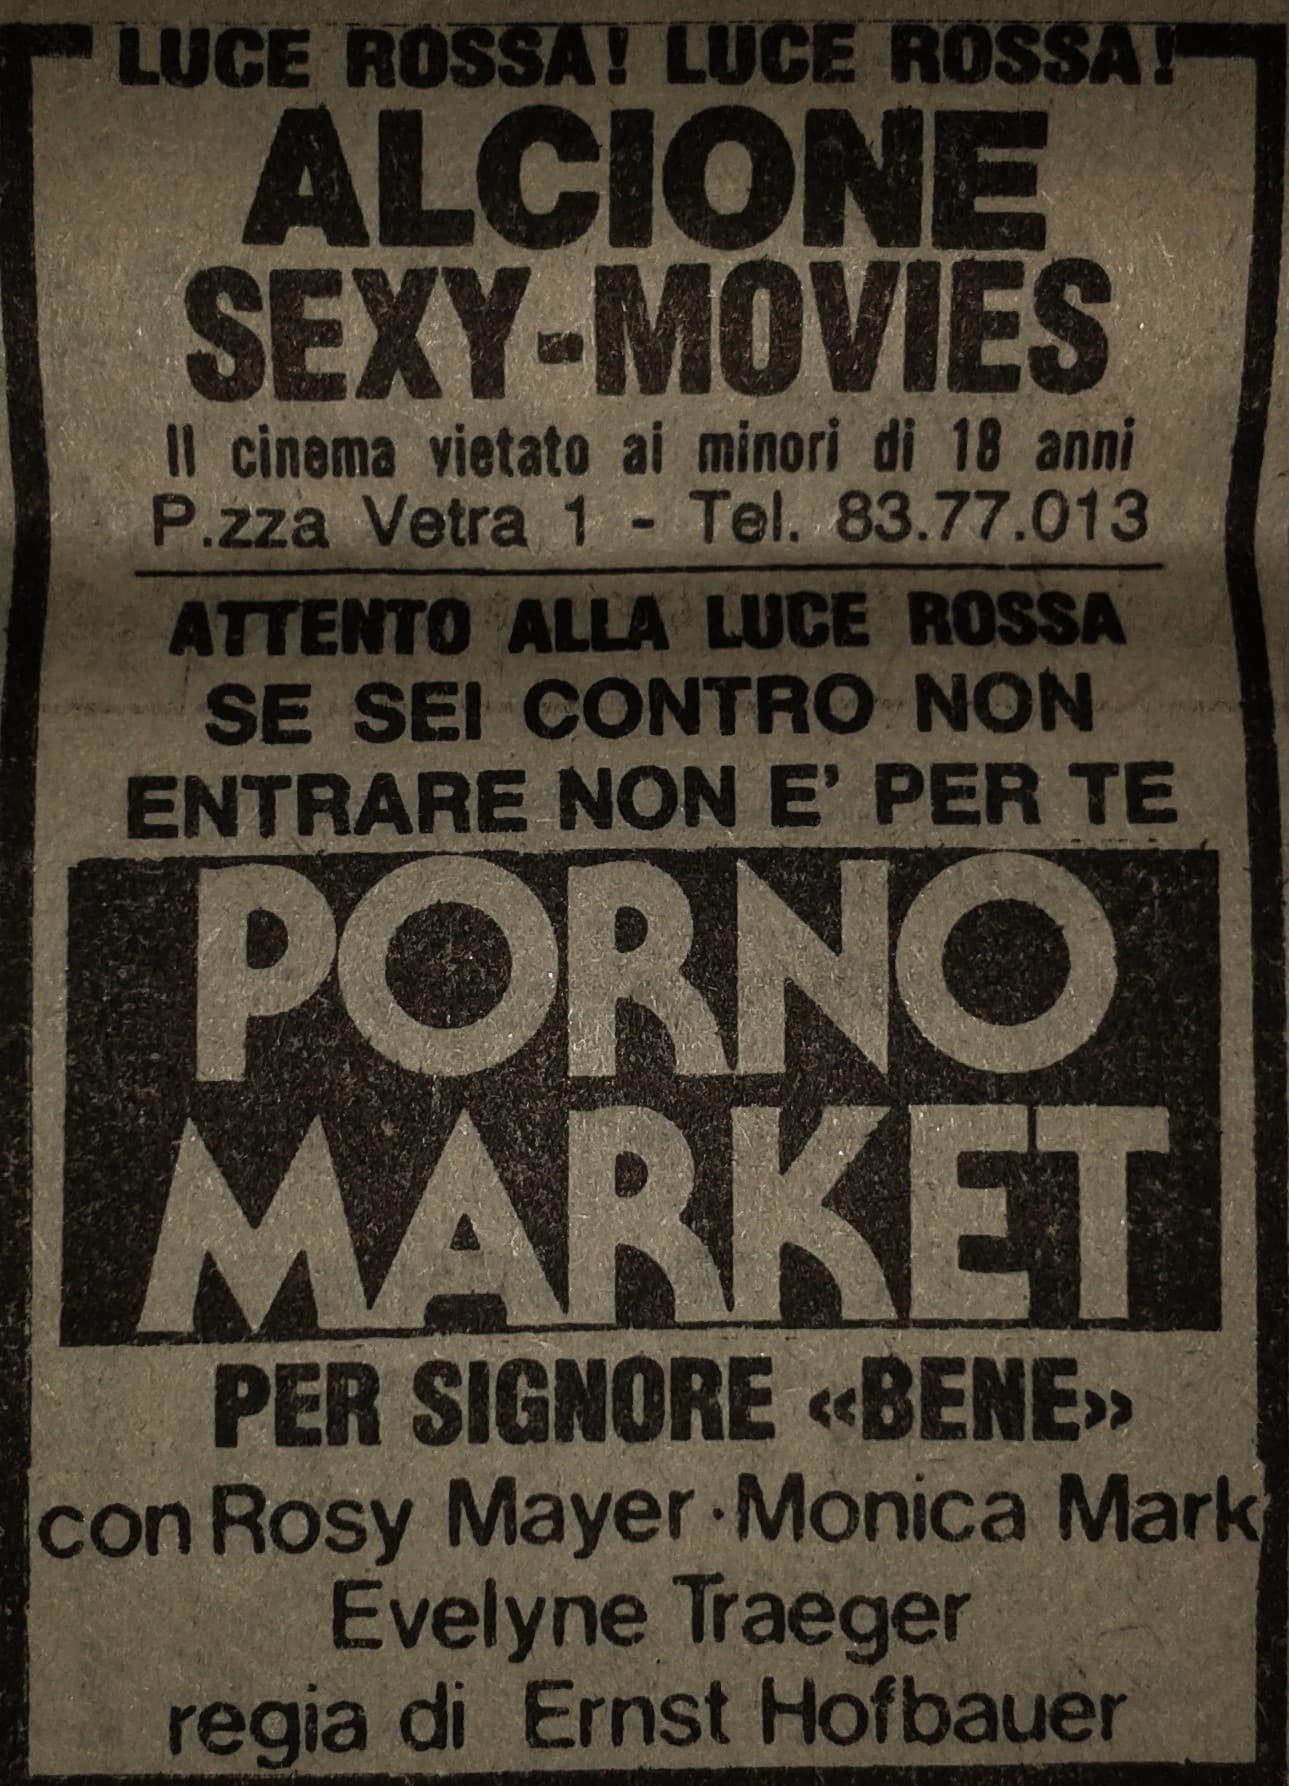 LUCE ROSSA! LUCE ROSSA!
ALCIONE
SEXY-MOVIES
Il cinema vietato ai minori di 18 anni
P.zza Vetra 1 - Tel. 83.77.013
ATTENTO ALLA LUCE ROSSA
SE SEI CONTRO NON
ENTRARE NON E' PER TE
PORNO
MARKET
PER SIGNORE «BENE»
con Rosy Mayer · Monica Mark
Evelyne Traeger
regia di Ernst Hofbauer